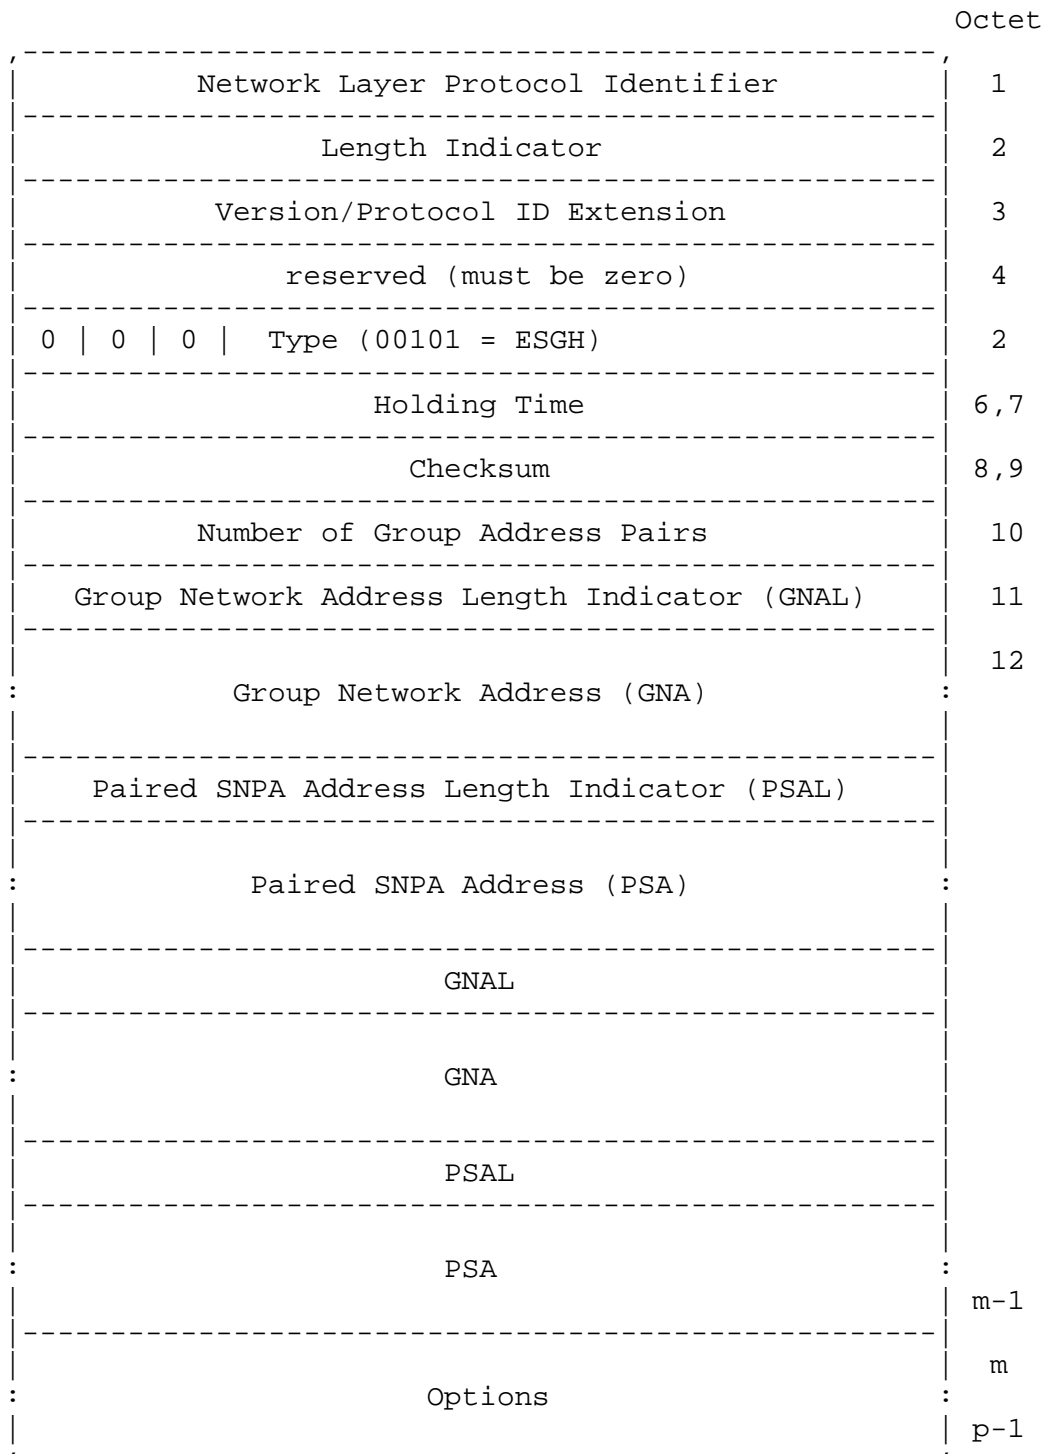 Octet
Network Layer Protocol Identifier 1
Length Indicator 2
Version/Protocol ID Extension 3
reserved (must be zero) 4
0 | 0 | 0 | Type (00101 = ESGH) 2
Holding Time 6,7
Checksum 8,9
Number of Group Address Pairs 10
Group Network Address Length Indicator (GNAL) 11
12
Group Network Address (GNA)
Paired SNPA Address Length Indicator (PSAL)
Paired SNPA Address (PSA)
GNAL
GNA
PSAL
PSA
m-1
m
Options
p-1